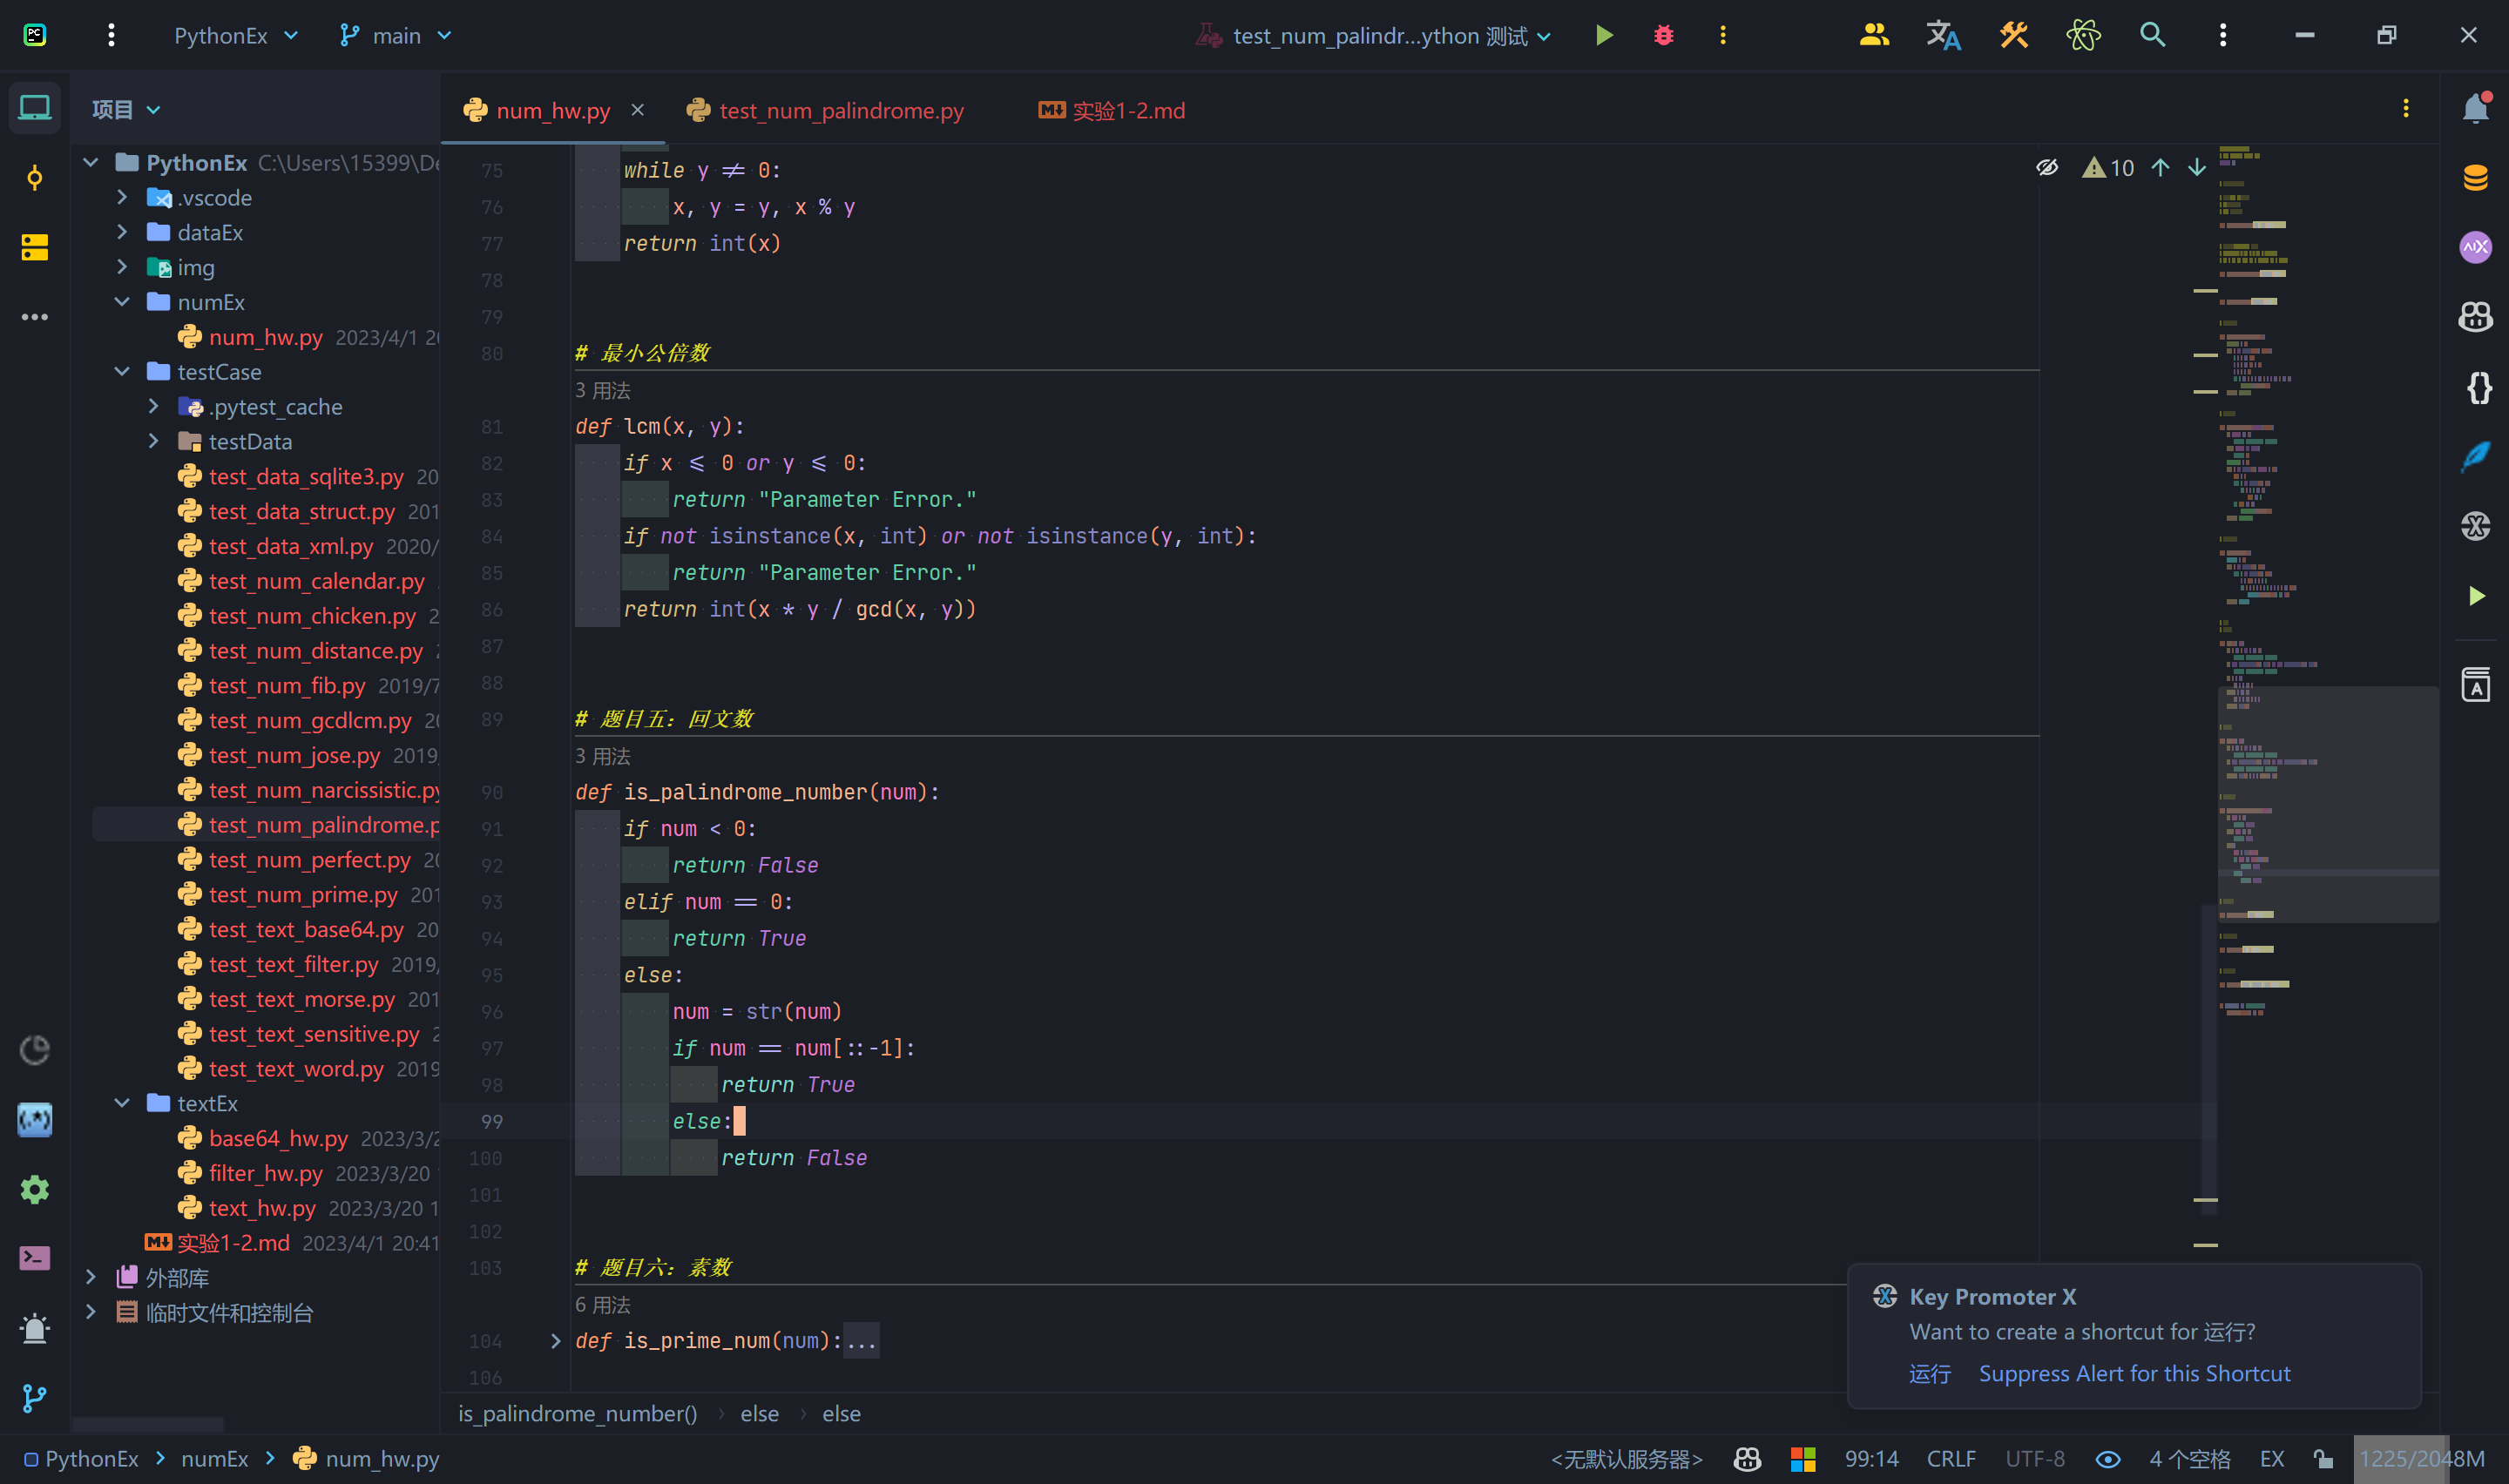 PythonEx
main
test_num_palindr...ython 测试
项目
num_hw.py
test_num_palindrome.py
实验1-2.md
PythonEx C:\Users\15399\De
.vscode
dataEx
img
numEx
num_hw.py 2023/4/1 20
testCase
.pytest_cache
testData
test_data_sqlite3.py 20
test_data_struct.py 201
test_data_xml.py 2020/
test_num_calendar.py
test_num_chicken.py 2
test_num_distance.py
test_num_fib.py 2019/7
test_num_gcdlcm.py 20
test_num_jose.py 2019
test_num_narcissistic.py
test_num_palindrome.p
test_num_perfect.py 20
test_num_prime.py 201
test_text_base64.py 20
test_text_filter.py 2019/
test_text_morse.py 201
test_text_sensitive.py 2
test_text_word.py 2019
textEx
base64_hw.py 2023/3/2
filter_hw.py 2023/3/20 1
text_hw.py 2023/3/20 1
实验1-2.md 2023/4/1 20:41
外部库
临时文件和控制台
10
75 while y ≠ 0:
76 x, y = y, x % y
77 return int(x)
78
79
80 # 最小公倍数
3 用法
81 def lcm(x, y):
82 if x ⩽ 0 or y ⩽ 0:
83 return "Parameter Error."
84 if not isinstance(x, int) or not isinstance(y, int):
85 return "Parameter Error."
86 return int(x * y / gcd(x, y))
87
88
89 # 题目五：回文数
3 用法
90 def is_palindrome_number(num):
91 if num < 0:
92 return False
93 elif num == 0:
94 return True
95 else:
96 num = str(num)
97 if num == num[::-1]:
98 return True
99 else:
100 return False
101
102
103 # 题目六：素数
6 用法
104 def is_prime_num(num):...
106
Key Promoter X
Want to create a shortcut for 运行?
运行 Suppress Alert for this Shortcut
is_palindrome_number() › else › else
PythonEx › numEx › num_hw.py
<无默认服务器>
99:14
CRLF
UTF-8
4 个空格
EX
1225/2048M